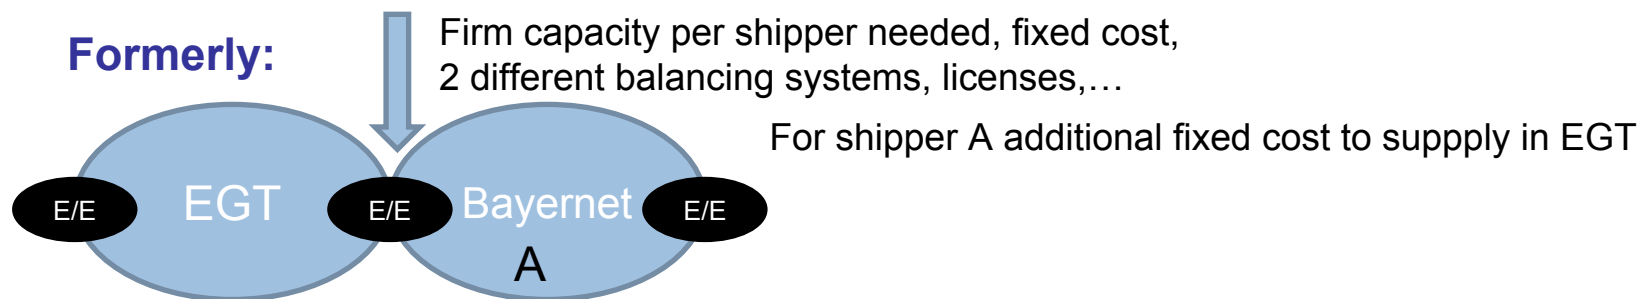 Formerly:
Firm capacity per shipper needed, fixed cost,
2 different balancing systems, licenses,…
For shipper A additional fixed cost to suppply in EGT
E/E
EGT
E/E
Bayernet
E/E
A